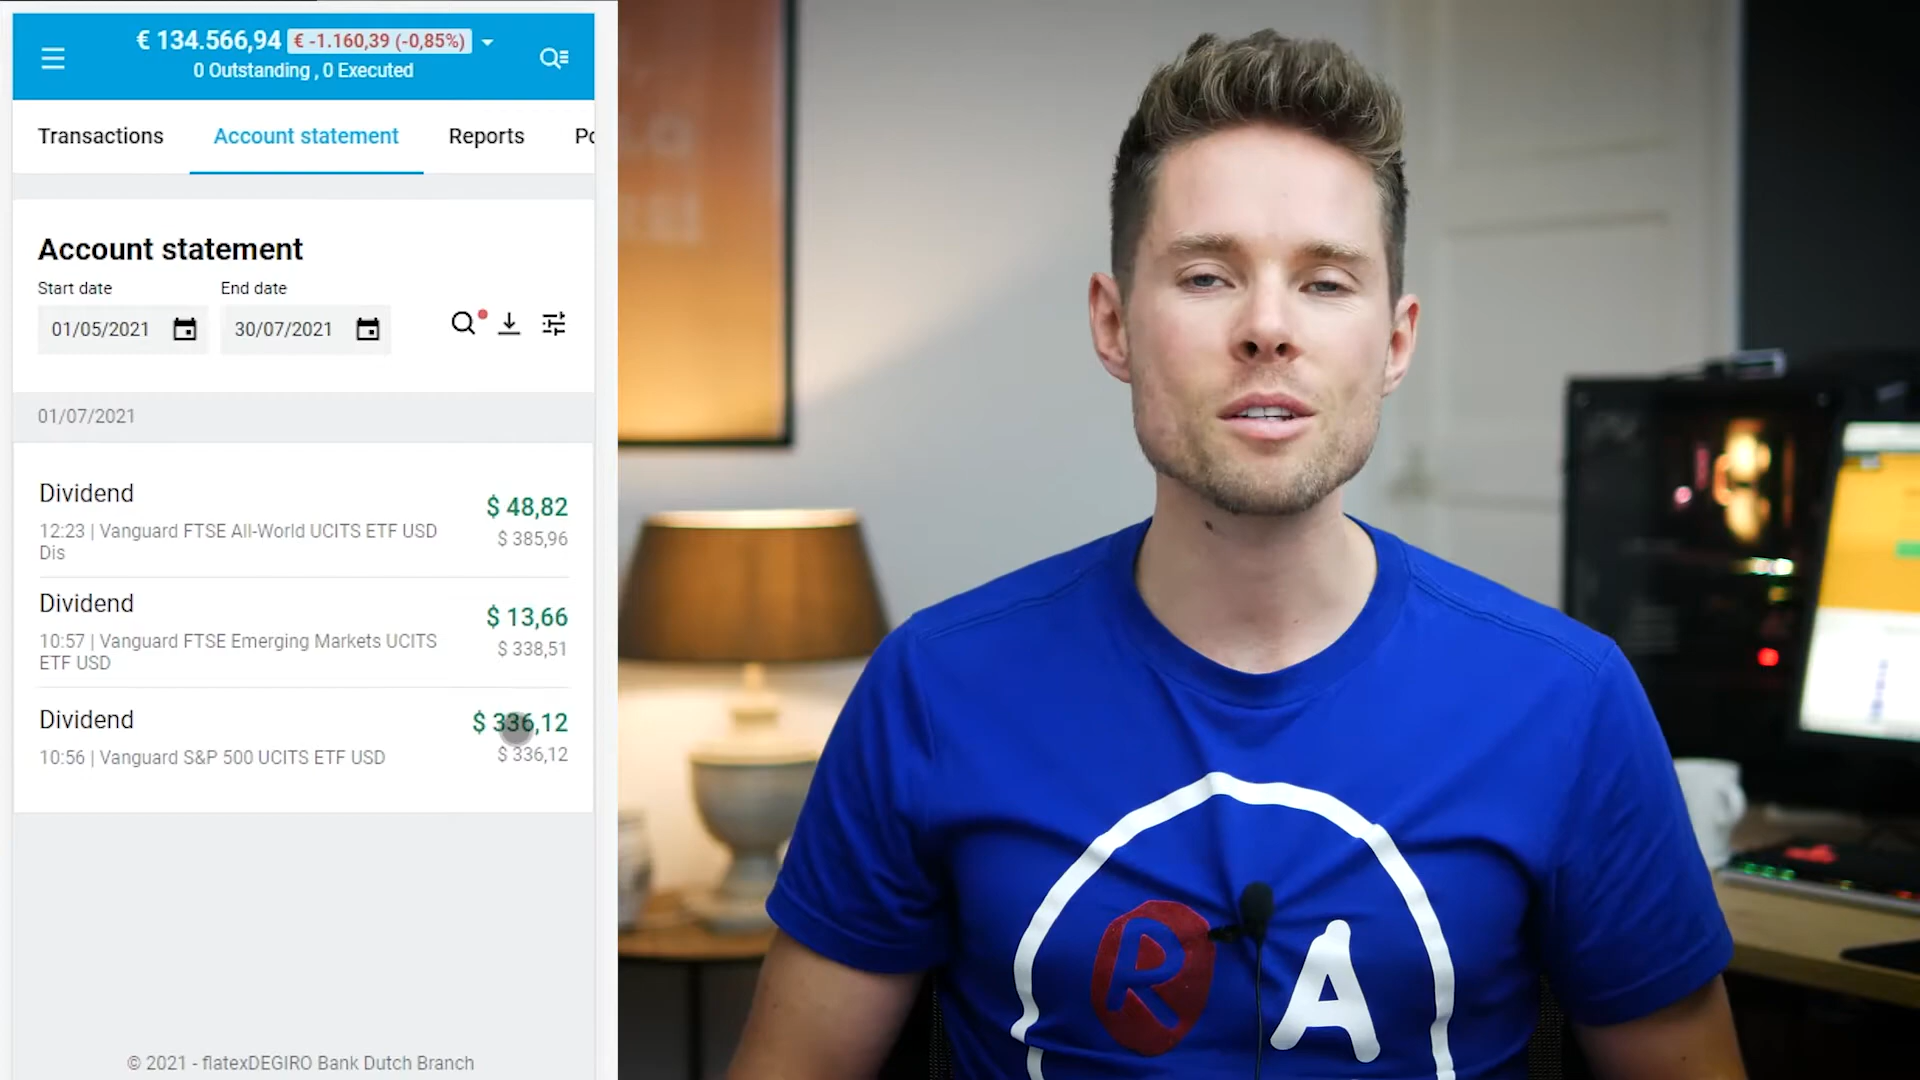 € 134.566,94 € -1.160,39 (-0,85%)
0 Outstanding , 0 Executed
Transactions Account statement Reports
Account statement
Start date End date
01/05/2021 30/07/2021
01/07/2021
Dividend
$ 48,82
12:23 | Vanguard FTSE All-World UCITS ETF USD
Dis
$ 385,96
Dividend
$ 13,66
10:57 | Vanguard FTSE Emerging Markets UCITS
ETF USD
$ 338,51
Dividend
$ 336,12
10:56 | Vanguard S&P 500 UCITS ETF USD
$ 336,12
© 2021 - flatexDEGIRO Bank Dutch Branch
R A